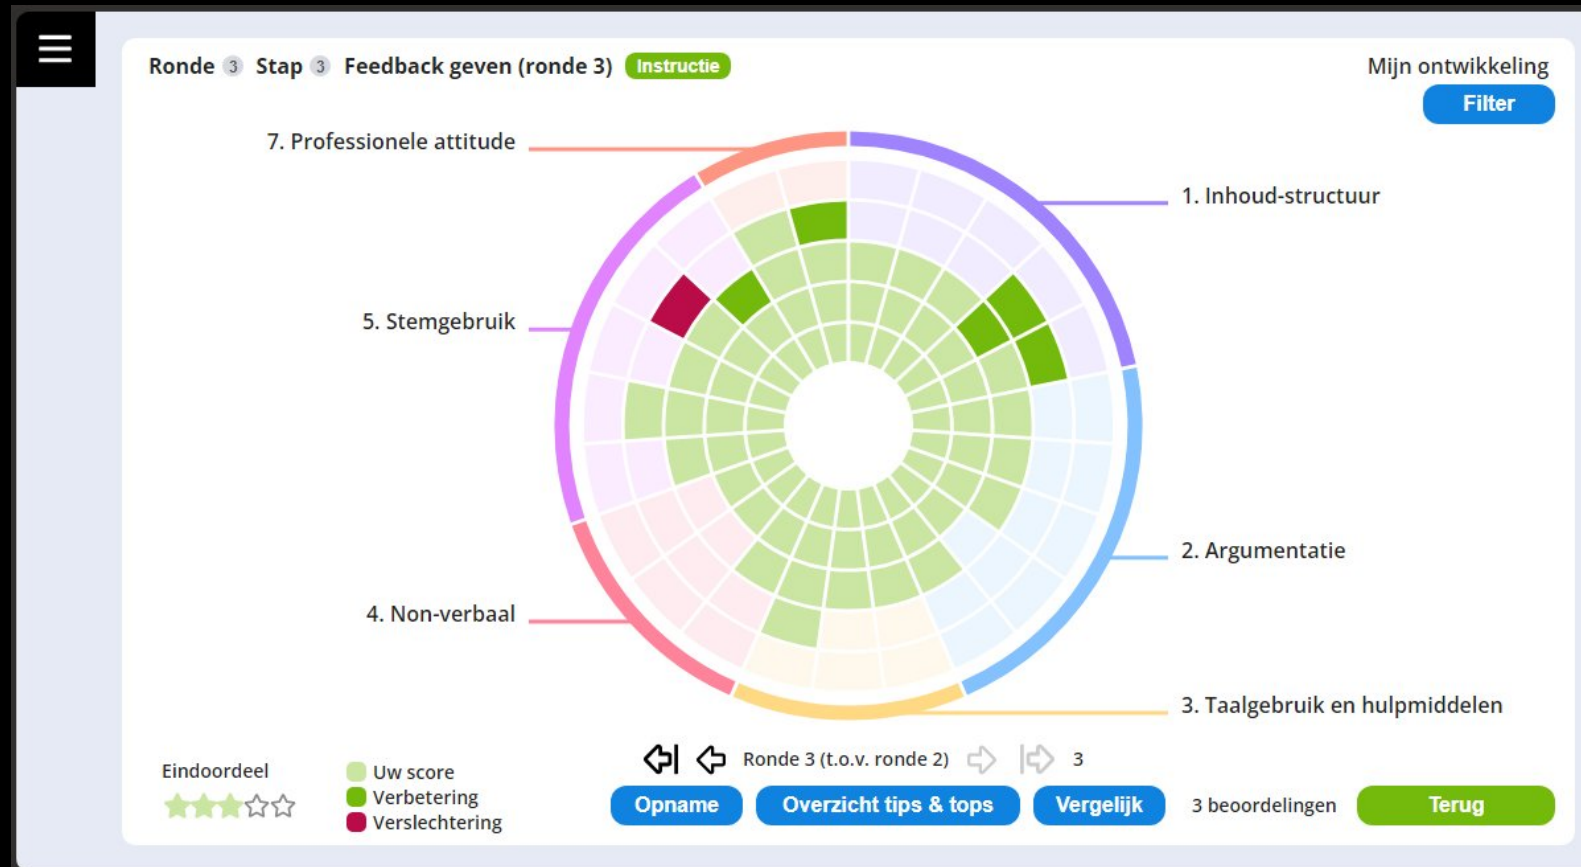 Ronde 3 Stap 3 Feedback geven (ronde 3) Instructie
Mijn ontwikkeling
Filter
7. Professionele attitude
1. Inhoud-structuur
5. Stemgebruik
2. Argumentatie
4. Non-verbaal
3. Taalgebruik en hulpmiddelen
Eindoordeel
Uw score
Verbetering
Verslechtering
Ronde 3 (t.o.v. ronde 2) 3
Opname Overzicht tips & tops Vergelijk 3 beoordelingen Terug